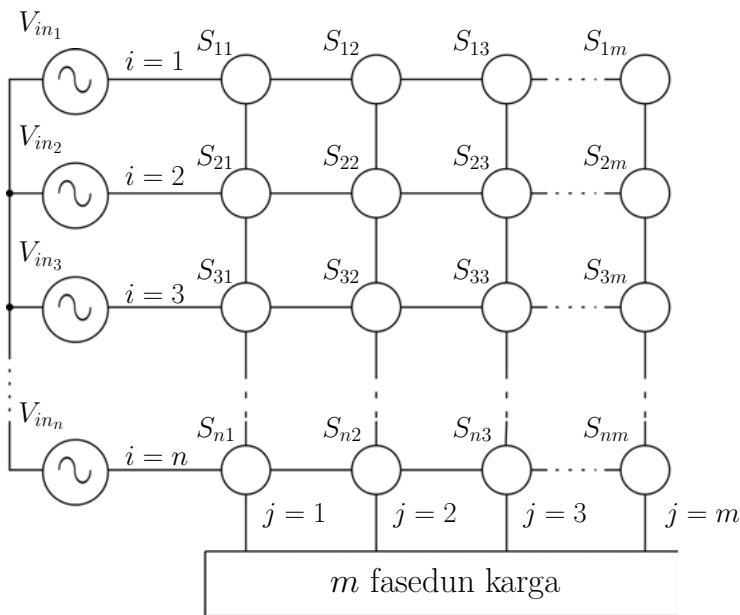 V_{in_1}
i = 1 S_{11} S_{12} S_{13} S_{1m}
V_{in_2}
i = 2 S_{21} S_{22} S_{23} S_{2m}
V_{in_3}
i = 3 S_{31} S_{32} S_{33} S_{3m}
V_{in_n}
i = n S_{n1} S_{n2} S_{n3} S_{nm}
j = 1 j = 2 j = 3 j = m
m fasedun karga